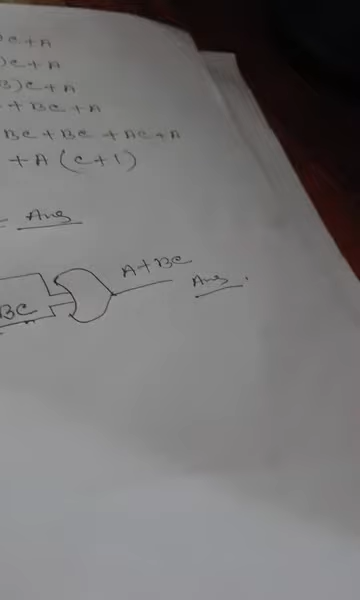 )C + A
)C + A
B)C + A
+ BC + A
BC + BC + AC + A
+ A (C + 1)
= Ans
A + BC
Ans.
BC